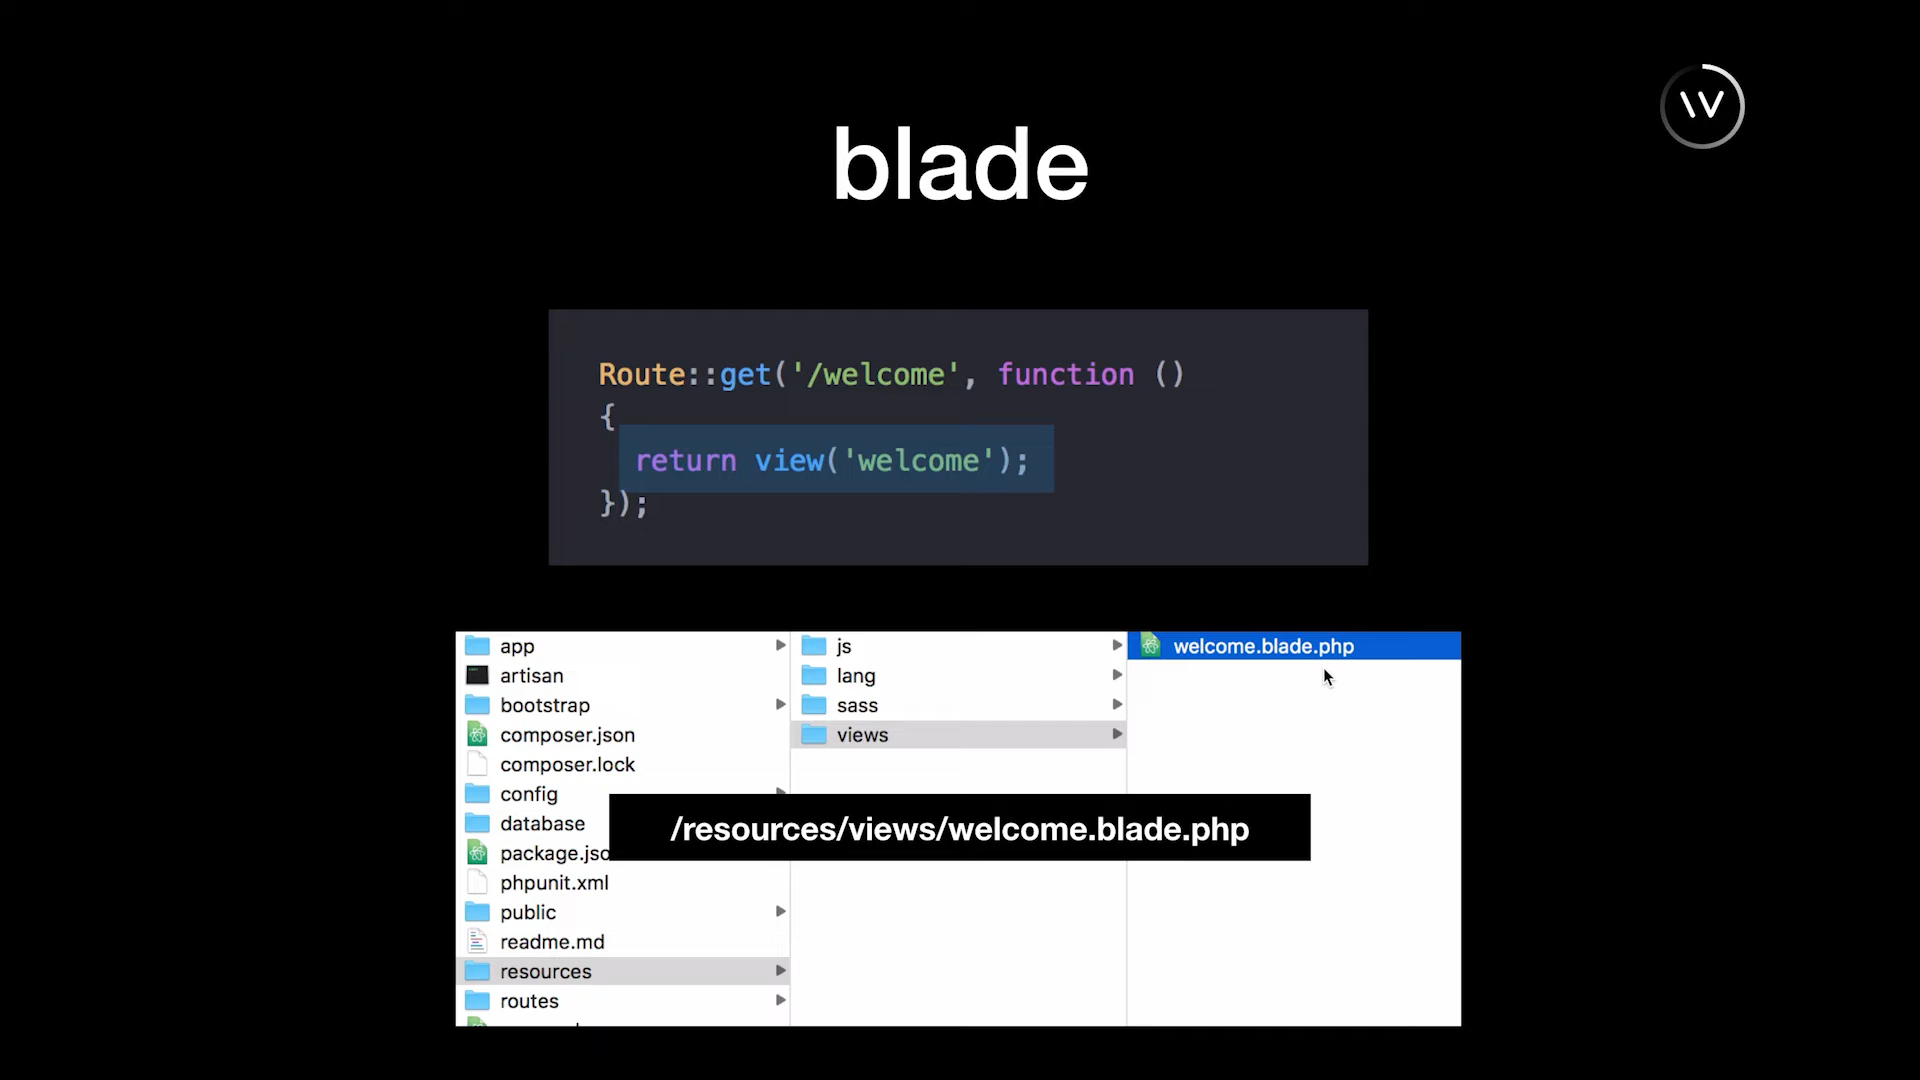 blade
Route::get('/welcome', function ()
{
return view('welcome');
});
app
artisan
bootstrap
composer.json
composer.lock
config
database
package.jso
phpunit.xml
public
readme.md
resources
routes
js
lang
sass
views
welcome.blade.php
/resources/views/welcome.blade.php